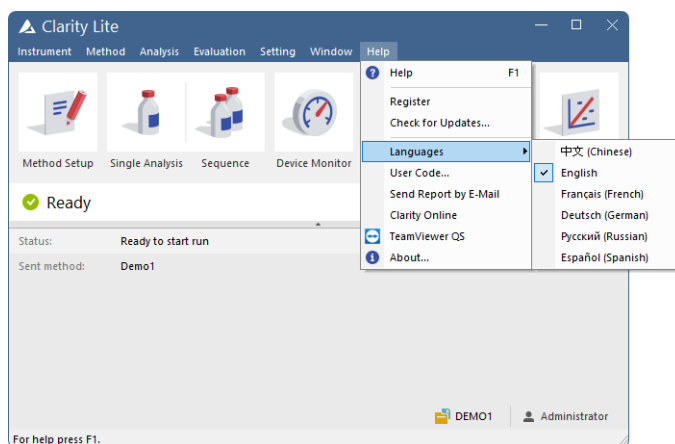 Clarity Lite
Instrument Method Analysis Evaluation Setting Window Help
Method Setup Single Analysis Sequence Device Monitor
Ready
Status: Ready to start run
Sent method: Demo1
Help F1
Register
Check for Updates...
Languages
User Code...
Send Report by E-Mail
Clarity Online
TeamViewer QS
About...
中文 (Chinese)
English
Français (French)
Deutsch (German)
Русский (Russian)
Español (Spanish)
DEMO1 Administrator
For help press F1.